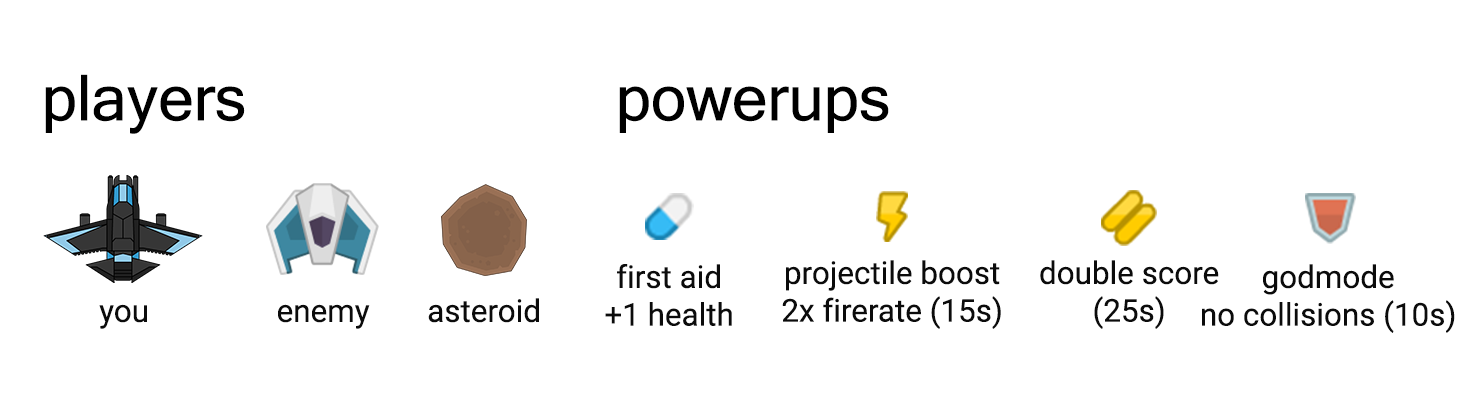 players
powerups
you
enemy
asteroid
first aid
+1 health
projectile boost
2x firerate (15s)
double score
(25s)
godmode
no collisions (10s)